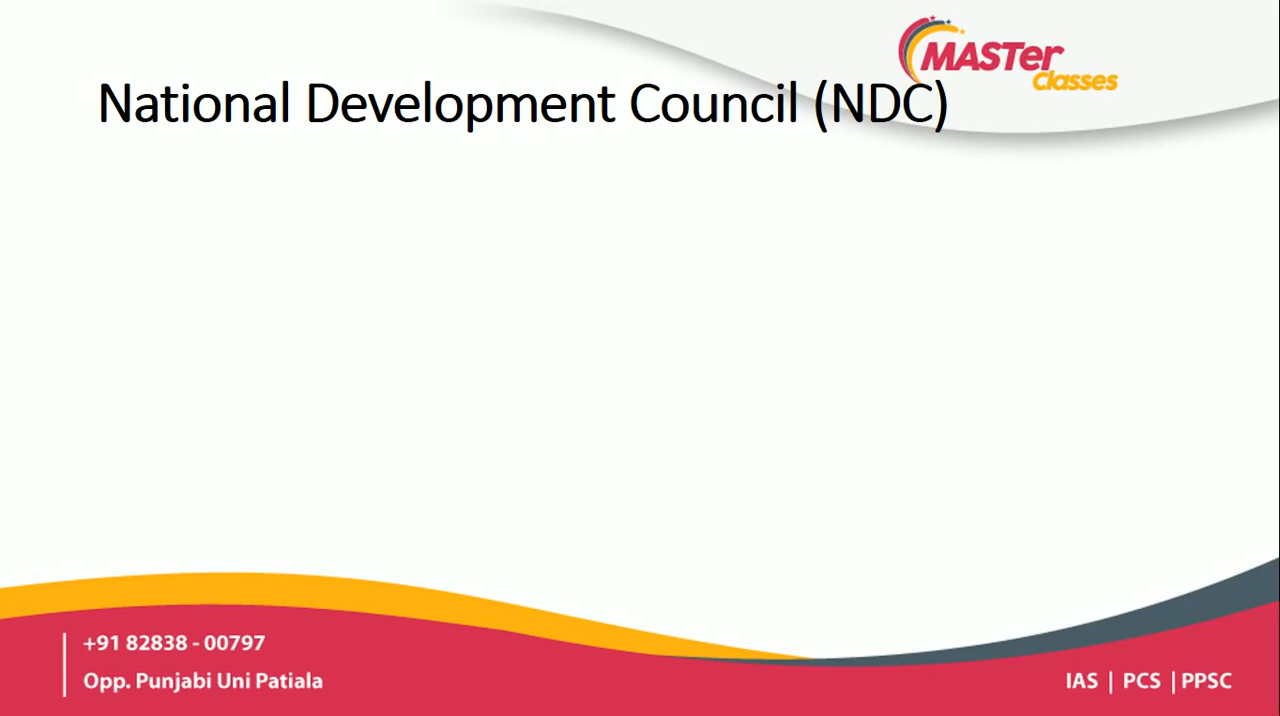 MASTer
Classes
National Development Council (NDC)
+91 82838 - 00797
Opp. Punjabi Uni Patiala
IAS | PCS | PPSC